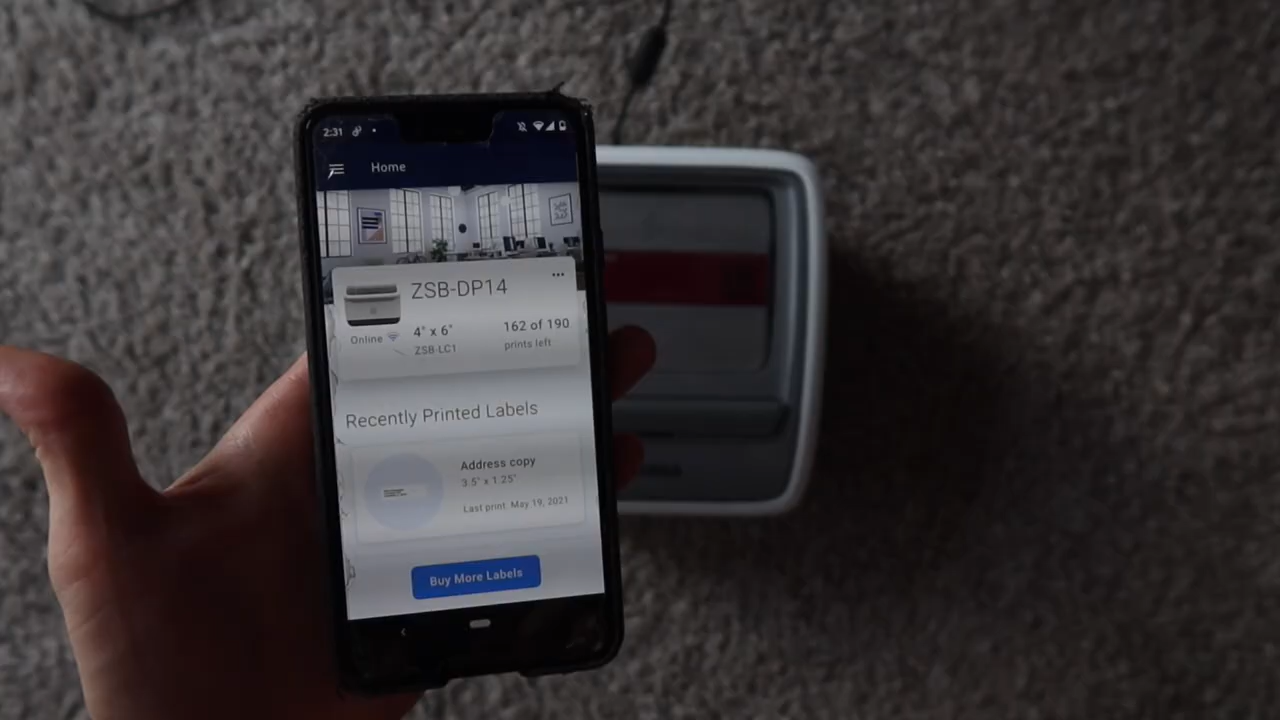 2:31
Home
ZSB-DP14
4" x 6"
162 of 190
Online
ZSB-LC1
prints left
Recently Printed Labels
Address copy
3.5" x 1.25"
Last print: May 19, 2021
Buy More Labels